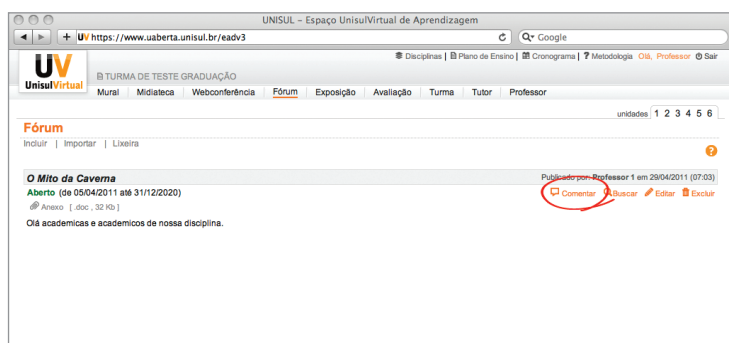 UNISUL – Espaço UnisulVirtual de Aprendizagem
UV https://www.uaberta.unisul.br/eadv3
Q Google
Disciplinas | Plano de Ensino | Cronograma | ? Metodologia Olá, Professor Sair
UV
UnisulVirtual
TURMA DE TESTE GRADUAÇÃO
Mural Midiateca Webconferência Fórum Exposição Avaliação Turma Tutor Professor
unidades 1 2 3 4 5 6
Fórum
Incluir | Importar | Lixeira
?
O Mito da Caverna
Publicado por: Professor 1 em 29/04/2011 (07:03)
Aberto (de 05/04/2011 até 31/12/2020)
Comentar Buscar Editar Excluir
Anexo [ .doc , 32 Kb ]
Olá academicas e academicos de nossa disciplina.